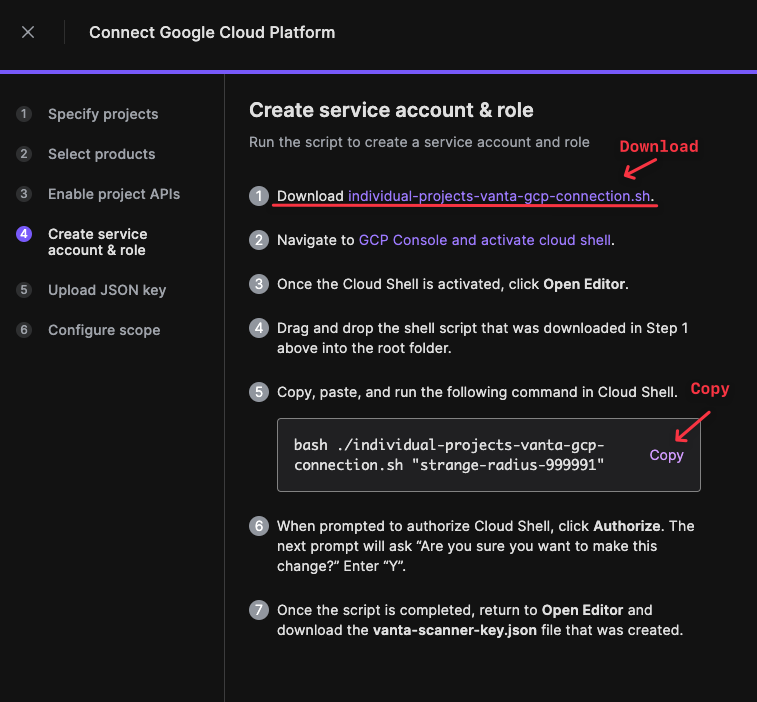 Connect Google Cloud Platform
1 Specify projects
2 Select products
3 Enable project APIs
4 Create service
account & role
5 Upload JSON key
6 Configure scope
Create service account & role
Run the script to create a service account and role
Download
1 Download individual-projects-vanta-gcp-connection.sh.
2 Navigate to GCP Console and activate cloud shell.
3 Once the Cloud Shell is activated, click Open Editor.
4 Drag and drop the shell script that was downloaded in Step 1
above into the root folder.
5 Copy, paste, and run the following command in Cloud Shell.
Copy
bash ./individual-projects-vanta-gcp-
connection.sh "strange-radius-999991"
Copy
6 When prompted to authorize Cloud Shell, click Authorize. The
next prompt will ask “Are you sure you want to make this
change?” Enter “Y”.
7 Once the script is completed, return to Open Editor and
download the vanta-scanner-key.json file that was created.